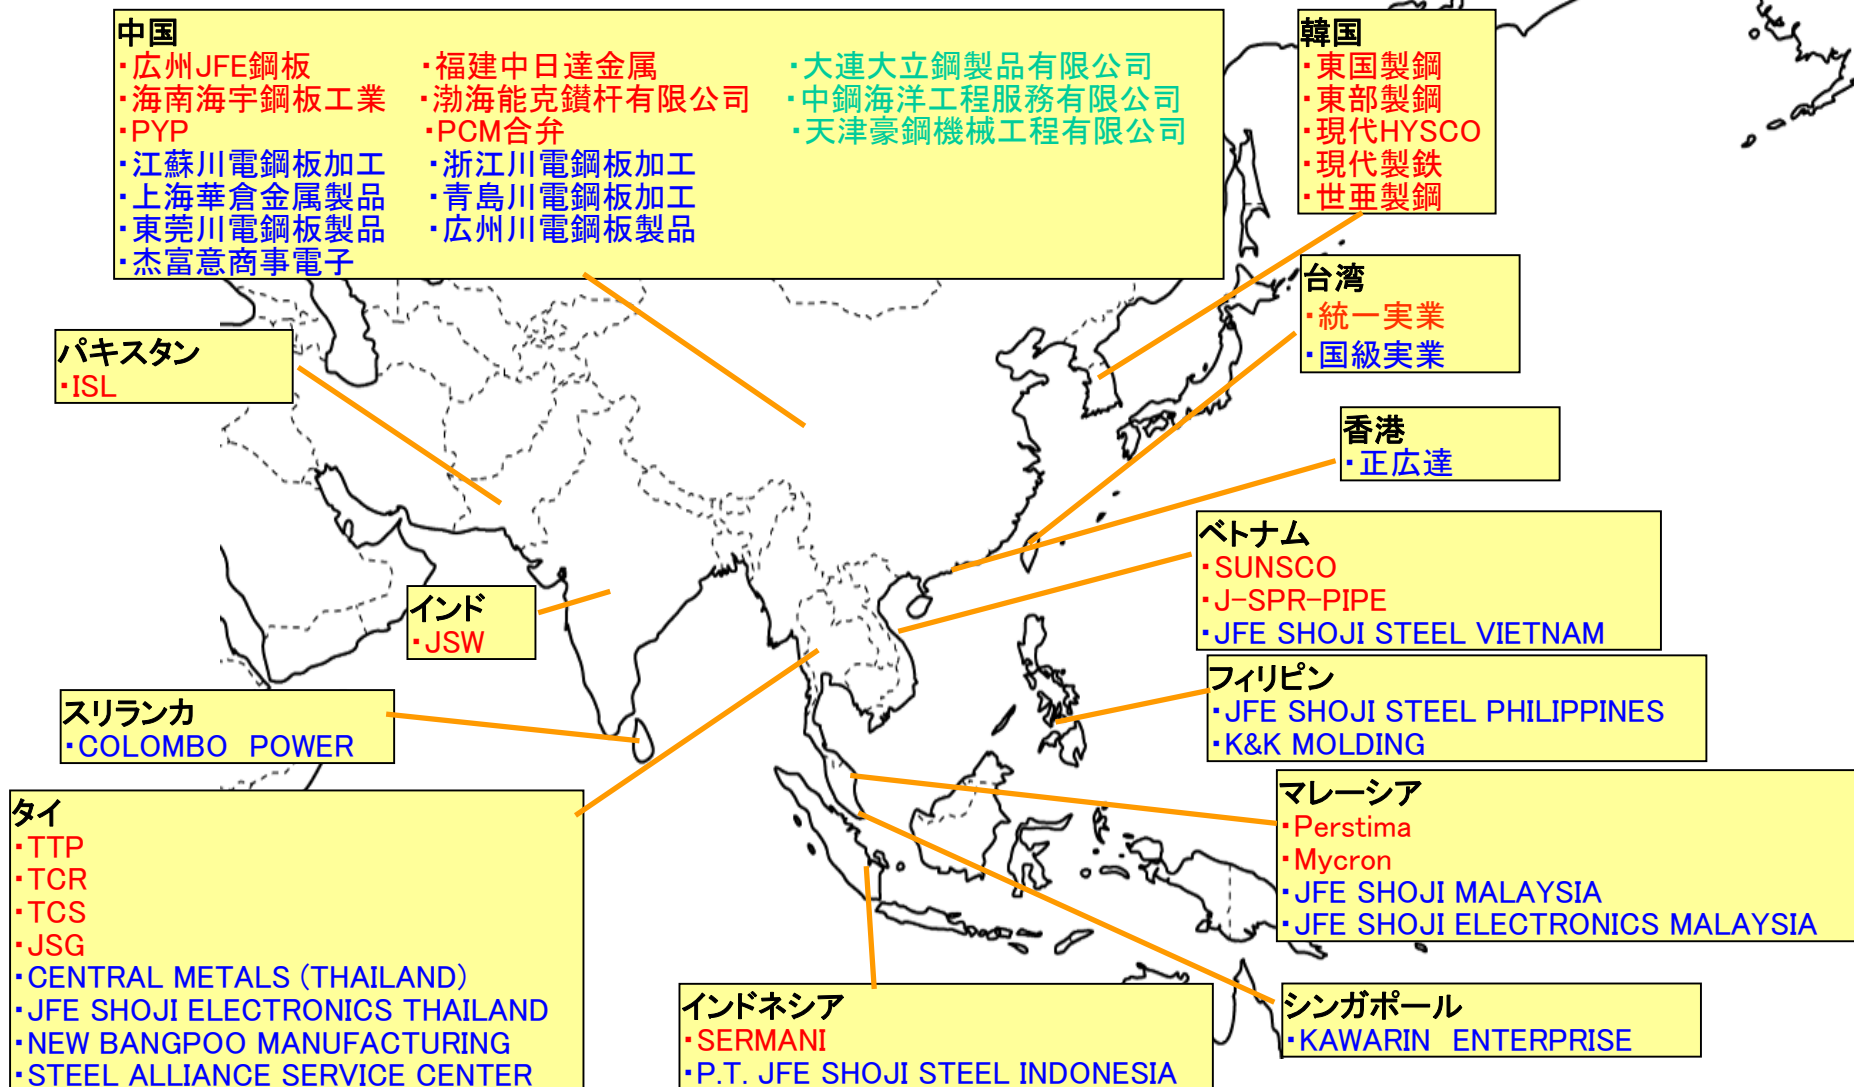 中国
・広州JFE鋼板 ・福建中日達金属 ・大連大立鋼製品有限公司
・海南海宇鋼板工業 ・渤海能克鑚杆有限公司 ・中鋼海洋工程服務有限公司
・PYP ・PCM合弁 ・天津豪鋼機械工程有限公司
・江蘇川電鋼板加工 ・浙江川電鋼板加工
・上海華倉金属製品 ・青島川電鋼板加工
・東莞川電鋼板製品 ・広州川電鋼板製品
・杰富意商事電子
韓国
・東国製鋼
・東部製鋼
・現代HYSCO
・現代製鉄
・世亜製鋼
台湾
・統一実業
・国級実業
パキスタン
・ISL
香港
・正広達
ベトナム
・SUNSCO
・J-SPR-PIPE
・JFE SHOJI STEEL VIETNAM
インド
・JSW
フィリピン
・JFE SHOJI STEEL PHILIPPINES
・K&K MOLDING
スリランカ
・COLOMBO POWER
マレーシア
・Perstima
・Mycron
・JFE SHOJI MALAYSIA
・JFE SHOJI ELECTRONICS MALAYSIA
タイ
・TTP
・TCR
・TCS
・JSG
・CENTRAL METALS (THAILAND)
・JFE SHOJI ELECTRONICS THAILAND
・NEW BANGPOO MANUFACTURING
・STEEL ALLIANCE SERVICE CENTER
インドネシア
・SERMANI
・P.T. JFE SHOJI STEEL INDONESIA
シンガポール
・KAWARIN ENTERPRISE